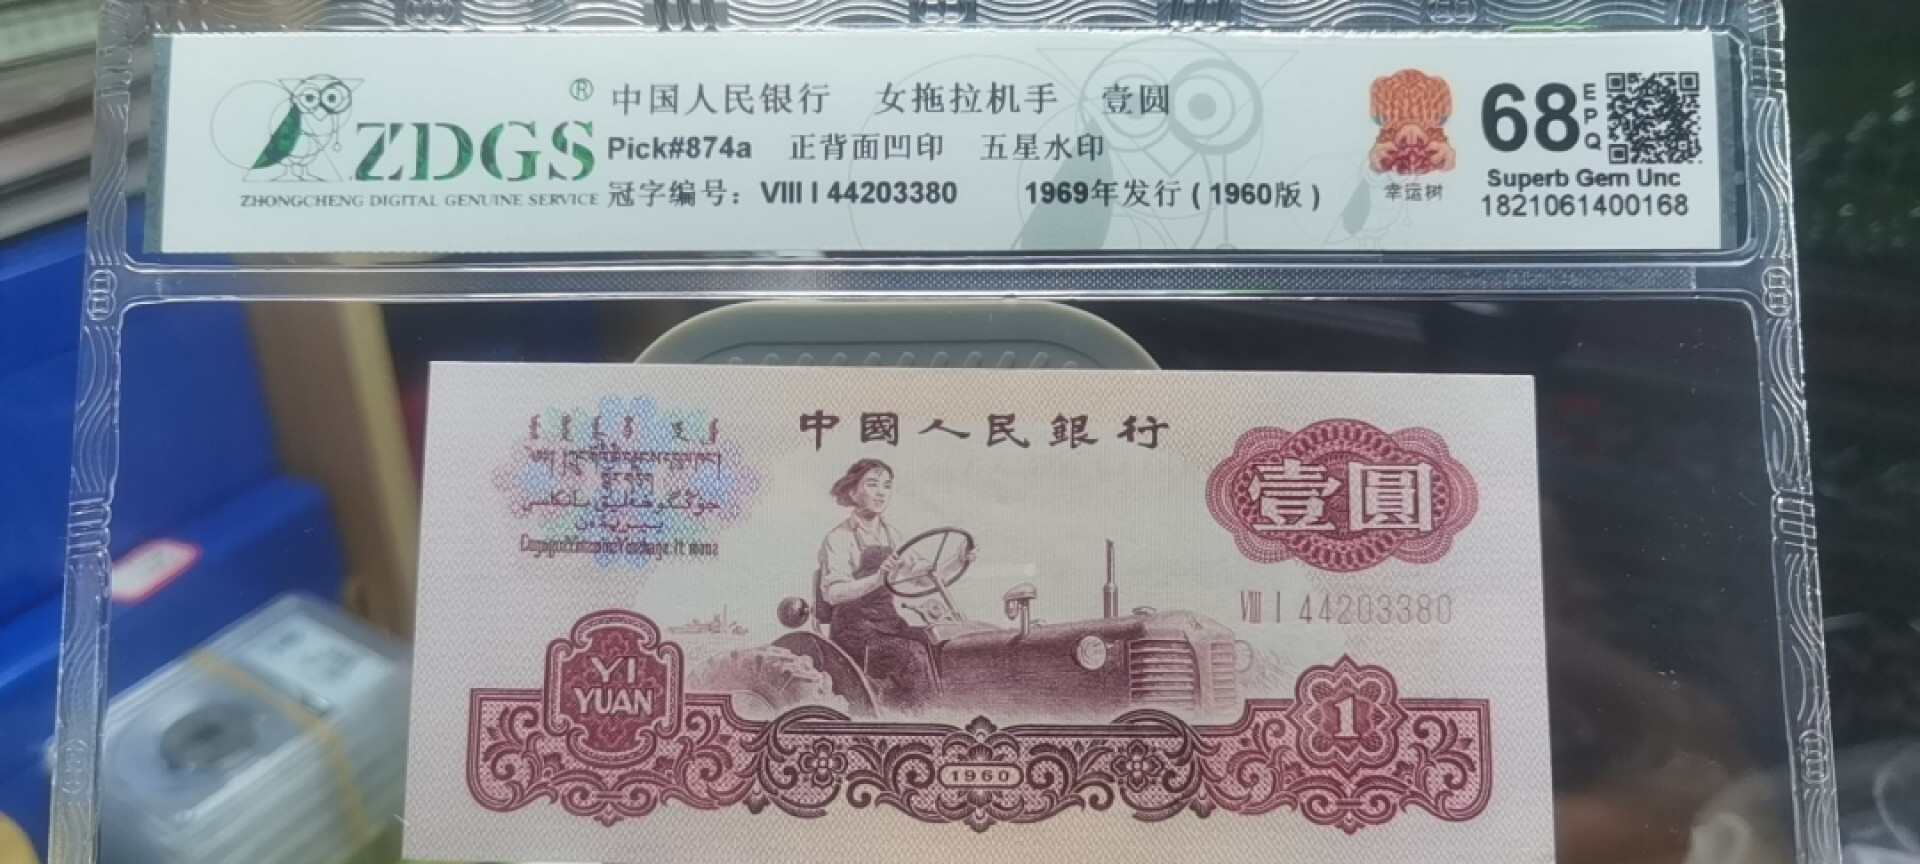 ZDGS®
ZHONGCHENG DIGITAL GENUINE SERVICE
中国人民银行 女拖拉机手 壹圆
Pick#874a 正背面凹印 五星水印
冠字编号：VIII I 44203380 1969年发行（1960版）
幸运树
68 EPQ
Superb Gem Unc
1821061400168
中國人民銀行
壹圓
VIII I 44203380
YI
YUAN
1960
1